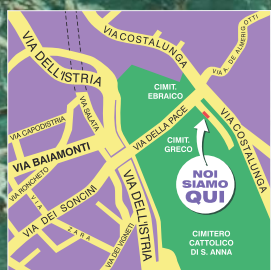 VIA COSTALUNGA
VIA A. DE ALMERIGOTTI
VIA DELL'ISTRIA
CIMIT.
EBRAICO
VIA SALATA
VIA CAPODISTRIA
VIA DELLA PACE
VIA COSTALUNGA
CIMIT.
GRECO
VIA BAIAMONTI
VIA RONCHETO
NOI
SIAMO
QUI
VIA DEI SONCINI
VIA
ZARA
VIA DEI VIGNETI
VIA DELL'ISTRIA
CIMITERO
CATTOLICO
DI S. ANNA